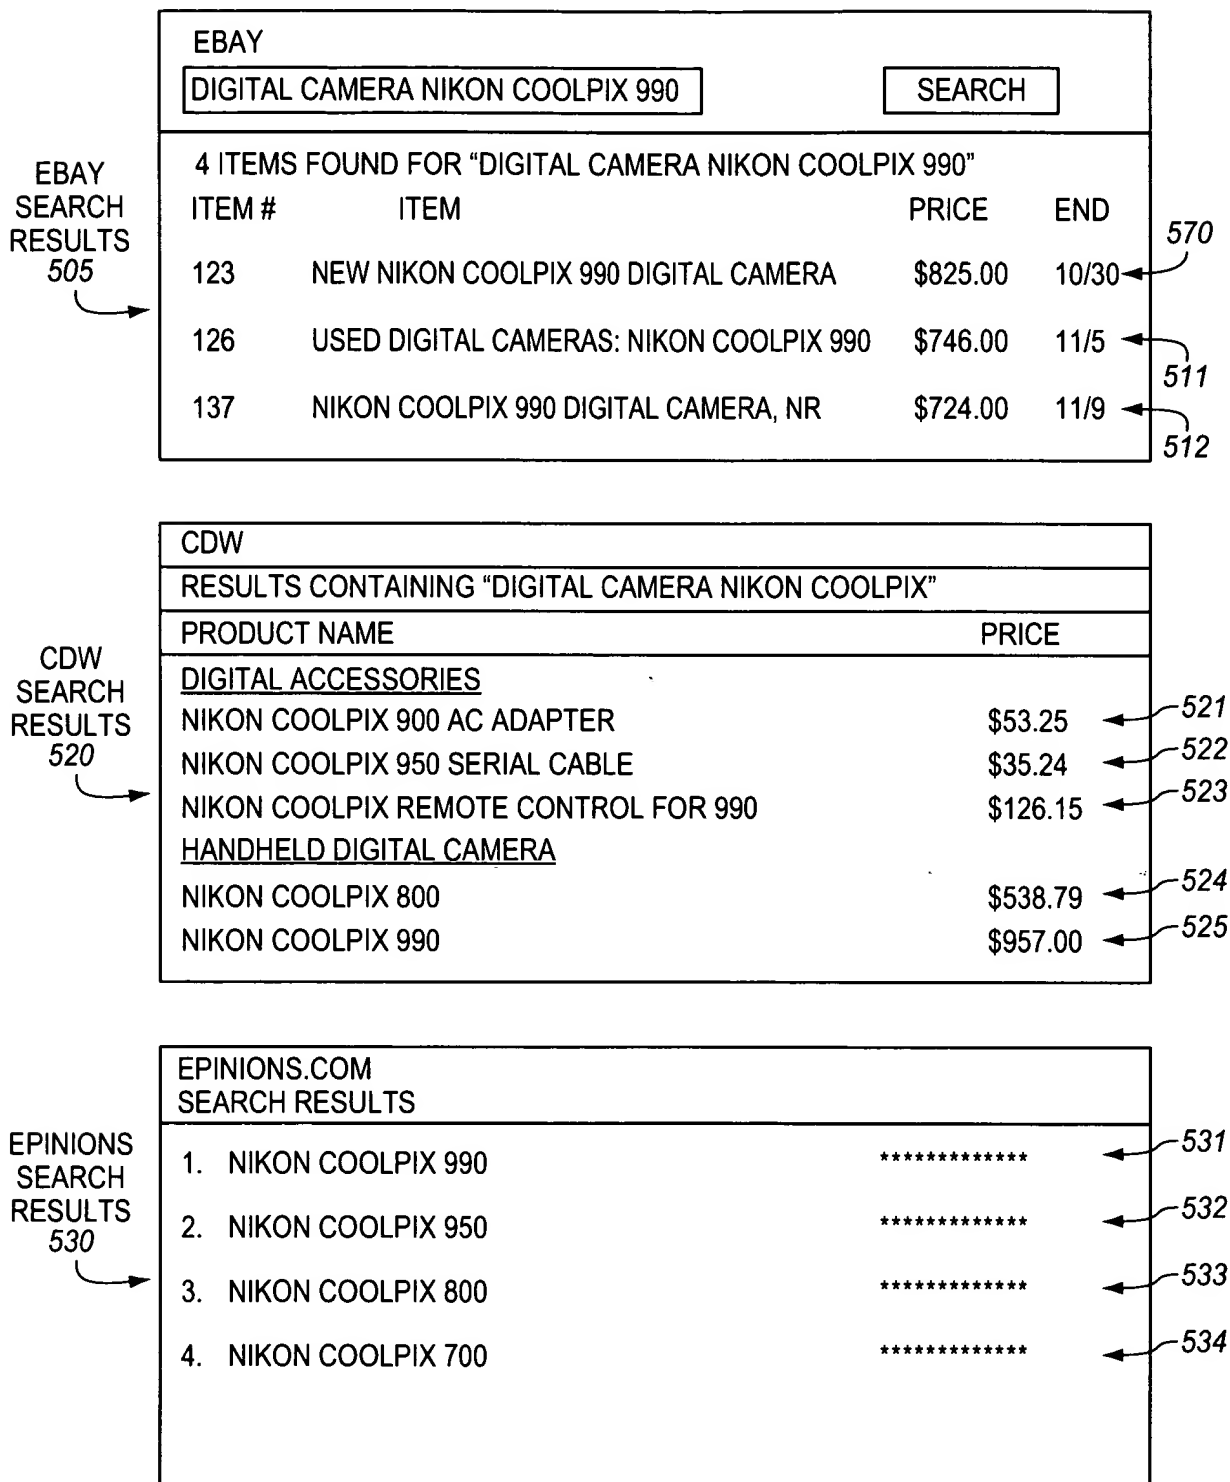 EBAY
DIGITAL CAMERA NIKON COOLPIX 990 SEARCH
4 ITEMS FOUND FOR “DIGITAL CAMERA NIKON COOLPIX 990”
ITEM # ITEM PRICE END
123 NEW NIKON COOLPIX 990 DIGITAL CAMERA $825.00 10/30 570
126 USED DIGITAL CAMERAS: NIKON COOLPIX 990 $746.00 11/5 511
137 NIKON COOLPIX 990 DIGITAL CAMERA, NR $724.00 11/9 512
EBAY
SEARCH
RESULTS
505
CDW
RESULTS CONTAINING “DIGITAL CAMERA NIKON COOLPIX”
PRODUCT NAME PRICE
DIGITAL ACCESSORIES
NIKON COOLPIX 900 AC ADAPTER $53.25 521
NIKON COOLPIX 950 SERIAL CABLE $35.24 522
NIKON COOLPIX REMOTE CONTROL FOR 990 $126.15 523
HANDHELD DIGITAL CAMERA
NIKON COOLPIX 800 $538.79 524
NIKON COOLPIX 990 $957.00 525
CDW
SEARCH
RESULTS
520
EPINIONS.COM
SEARCH RESULTS
1. NIKON COOLPIX 990 ************* 531
2. NIKON COOLPIX 950 ************* 532
3. NIKON COOLPIX 800 ************* 533
4. NIKON COOLPIX 700 ************* 534
EPINIONS
SEARCH
RESULTS
530